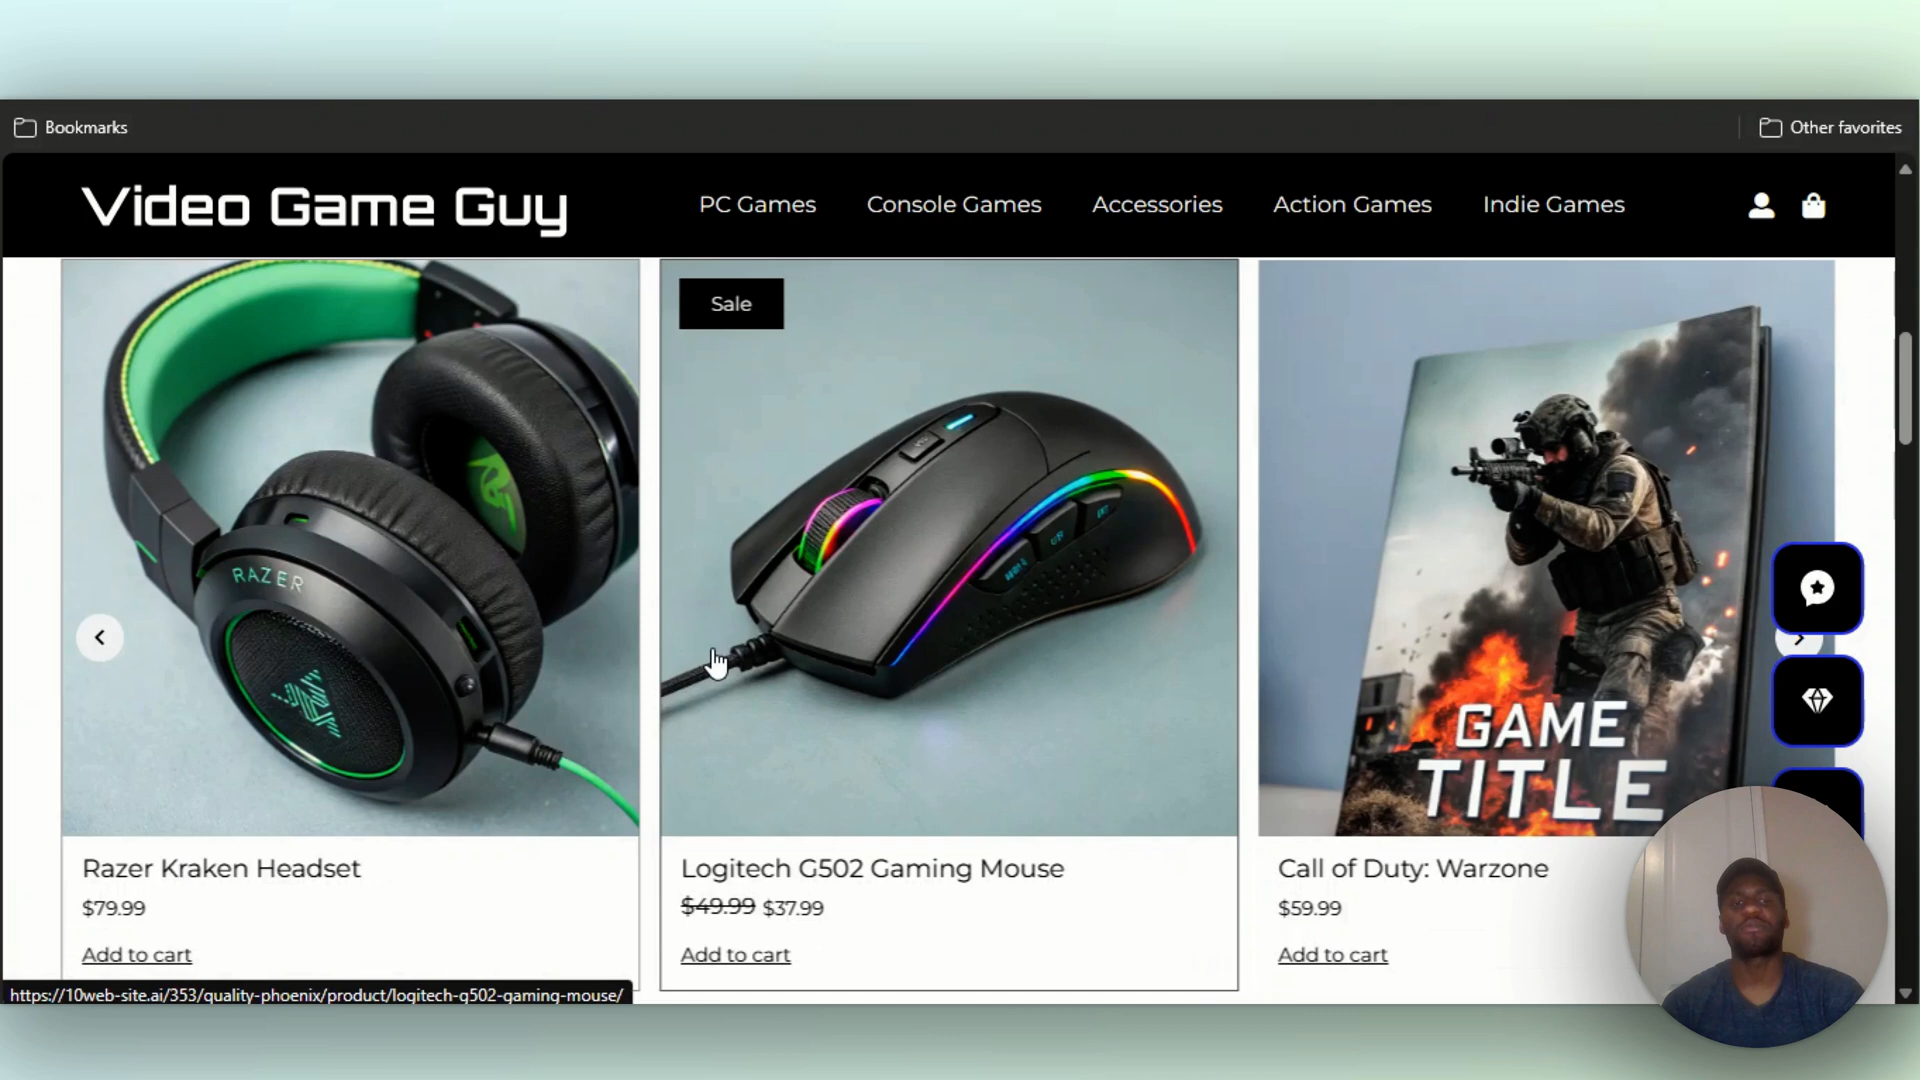 Bookmarks
Other favorites
Video Game Guy
PC Games
Console Games
Accessories
Action Games
Indie Games
Sale
RAZER
GAME
TITLE
Razer Kraken Headset
$79.99
Add to cart
Logitech G502 Gaming Mouse
$49.99 $37.99
Add to cart
Call of Duty: Warzone
$59.99
Add to cart
https://10web-site.ai/353/quality-phoenix/product/logitech-g502-gaming-mouse/